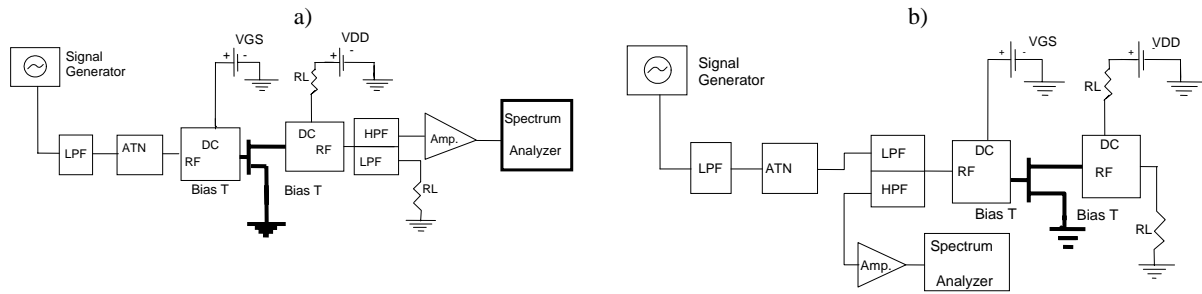 a)
Signal
Generator
VGS
+ -
VDD
+ -
RL
LPF
ATN
DC
RF
Bias T
DC
RF
Bias T
HPF
LPF
RL
Amp.
Spectrum
Analyzer
b)
Signal
Generator
VGS
+ -
VDD
+ -
RL
LPF
ATN
LPF
HPF
DC
RF
Bias T
DC
RF
Bias T
RL
Amp.
Spectrum
Analyzer